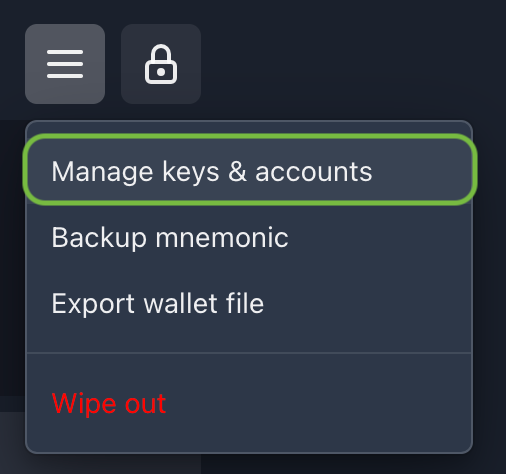 Manage keys & accounts
Backup mnemonic
Export wallet file
Wipe out